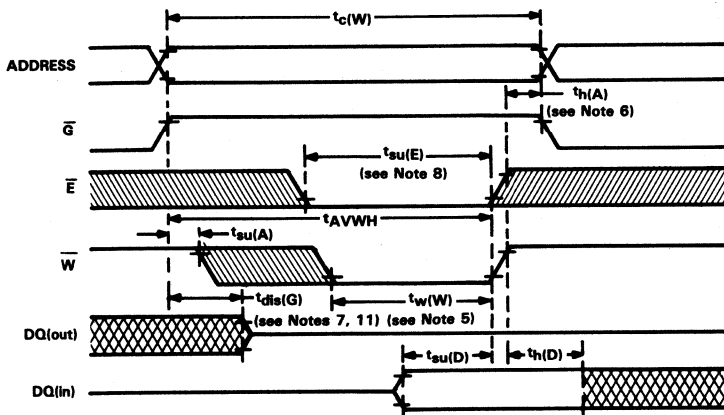 tc(W)
ADDRESS
th(A)
(see Note 6)
G̅
tsu(E)
(see Note 8)
E̅
tAVWH
tsu(A)
W̅
tdis(G)
tw(W)
(see Notes 7, 11) (see Note 5)
DQ(out)
tsu(D)
th(D)
DQ(in)